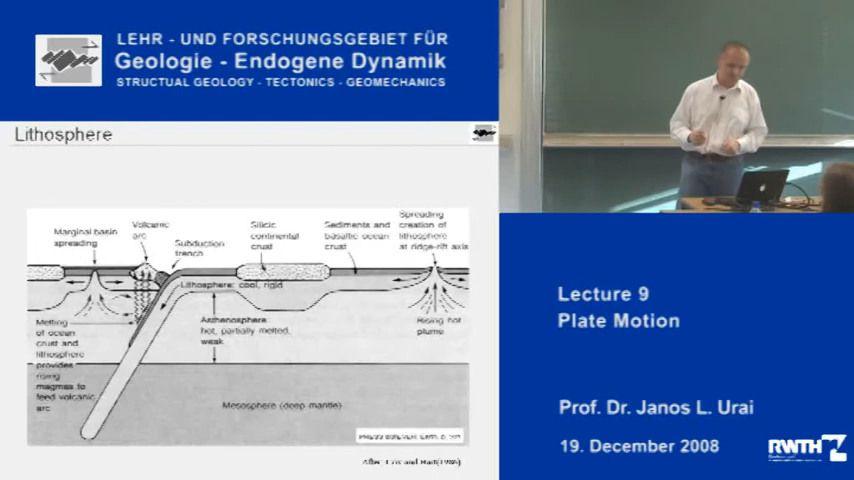 LEHR - UND FORSCHUNGSGEBIET FÜR
Geologie - Endogene Dynamik
STRUCTUAL GEOLOGY - TECTONICS - GEOMECHANICS
Lithosphere
Marginal basin
spreading
Volcanic
arc
Subduction
trench
Silicic
continental
crust
Sediments and
basaltic ocean
crust
Spreading
creation of
lithosphere
at ridge-rift axis
Lithosphere: cool, rigid
Asthenosphere:
hot, partially melted,
weak
Rising hot
plume
Melting
of ocean
crust and
lithosphere
provides
rising
magmas to
feed volcanic
arc
Mesosphere (deep mantle)
PRESS
After
Lecture 9
Plate Motion
Prof. Dr. Janos L. Urai
19. December 2008
RWTH